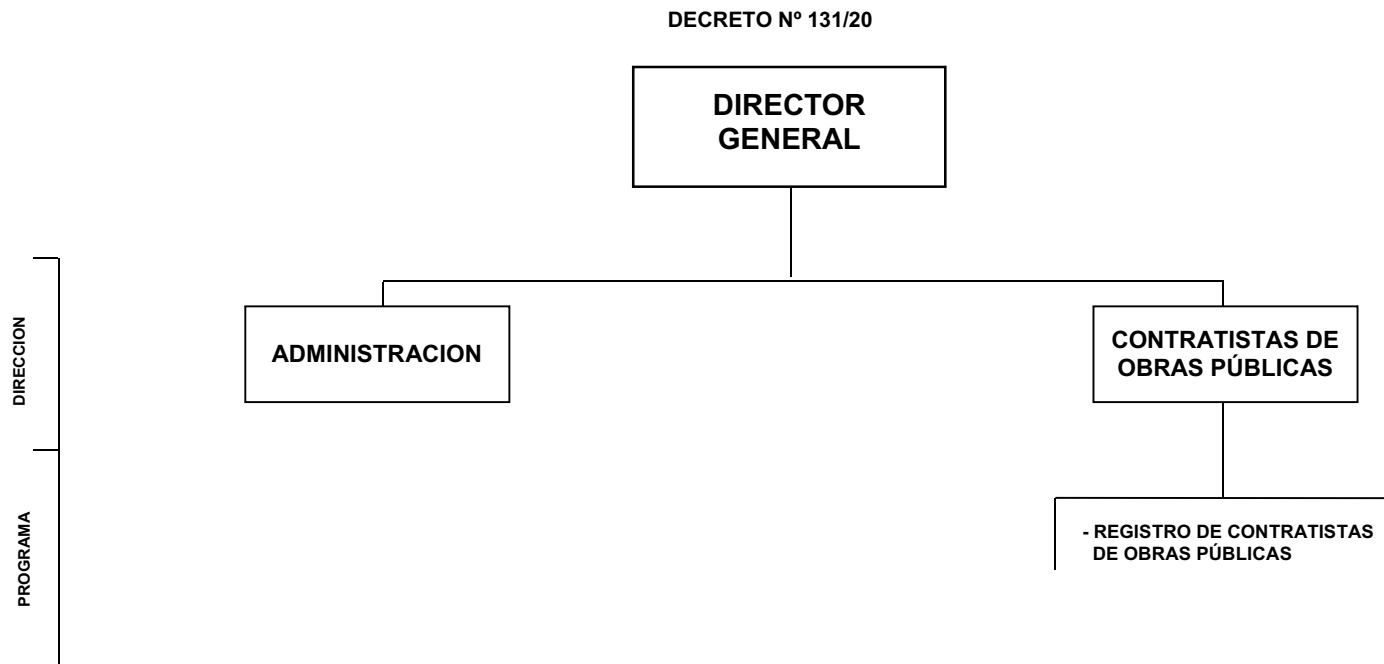 DECRETO Nº 131/20
DIRECTOR
GENERAL
DIRECCION
ADMINISTRACION
CONTRATISTAS DE
OBRAS PÚBLICAS
PROGRAMA
- REGISTRO DE CONTRATISTAS
DE OBRAS PÚBLICAS